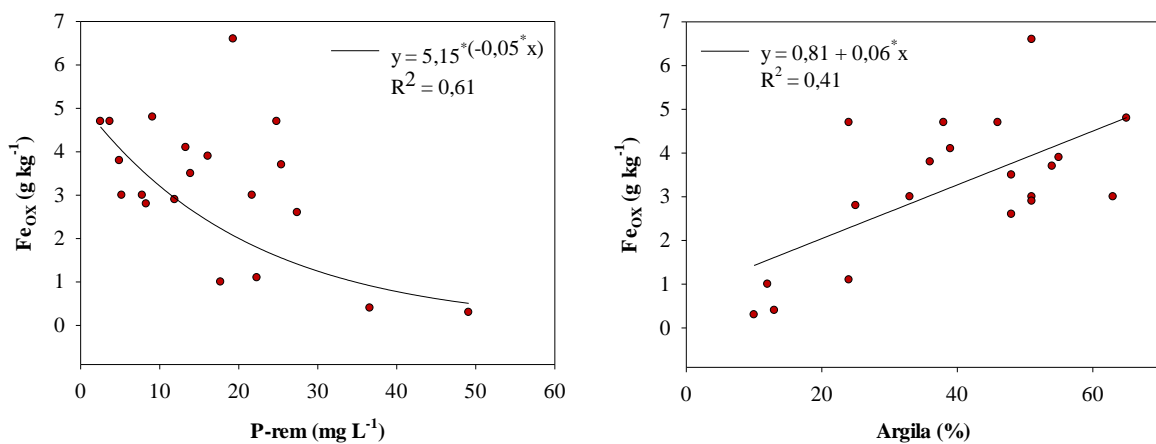 7
6
5
4
3
2
1
0
Fe_OX (g kg^-1)
y = 5,15^*(-0,05^*x)
R^2 = 0,61
0 10 20 30 40 50 60
P-rem (mg L^-1)
7
6
5
4
3
2
1
0
Fe_OX (g kg^-1)
y = 0,81 + 0,06^*x
R^2 = 0,41
0 20 40 60
Argila (%)